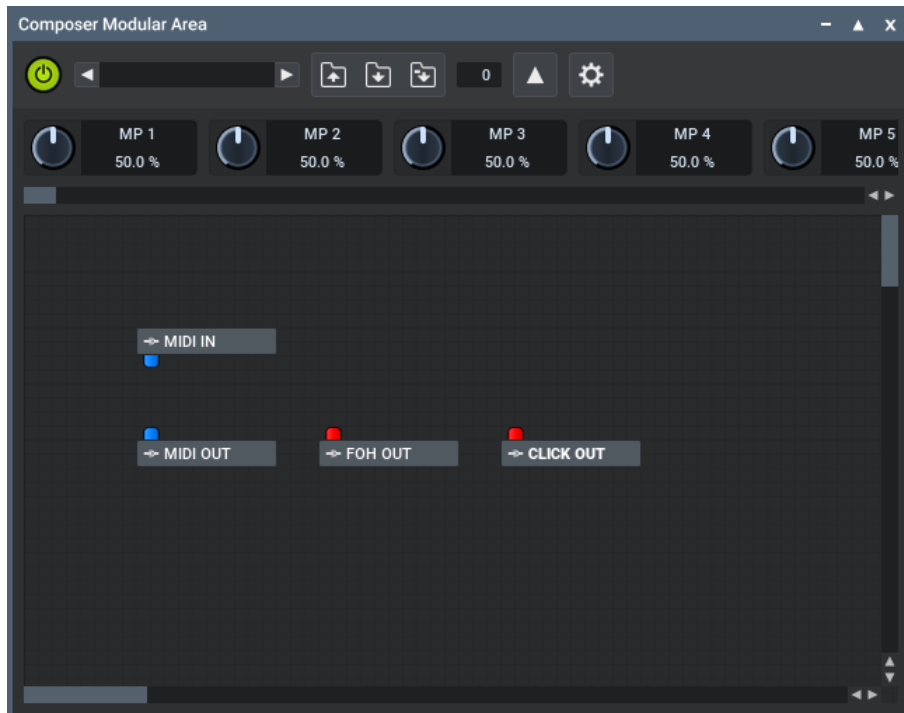 Composer Modular Area
0
MP 1 MP 2 MP 3 MP 4 MP 5
50.0 % 50.0 % 50.0 % 50.0 % 50.0 %
MIDI IN
MIDI OUT FOH OUT CLICK OUT